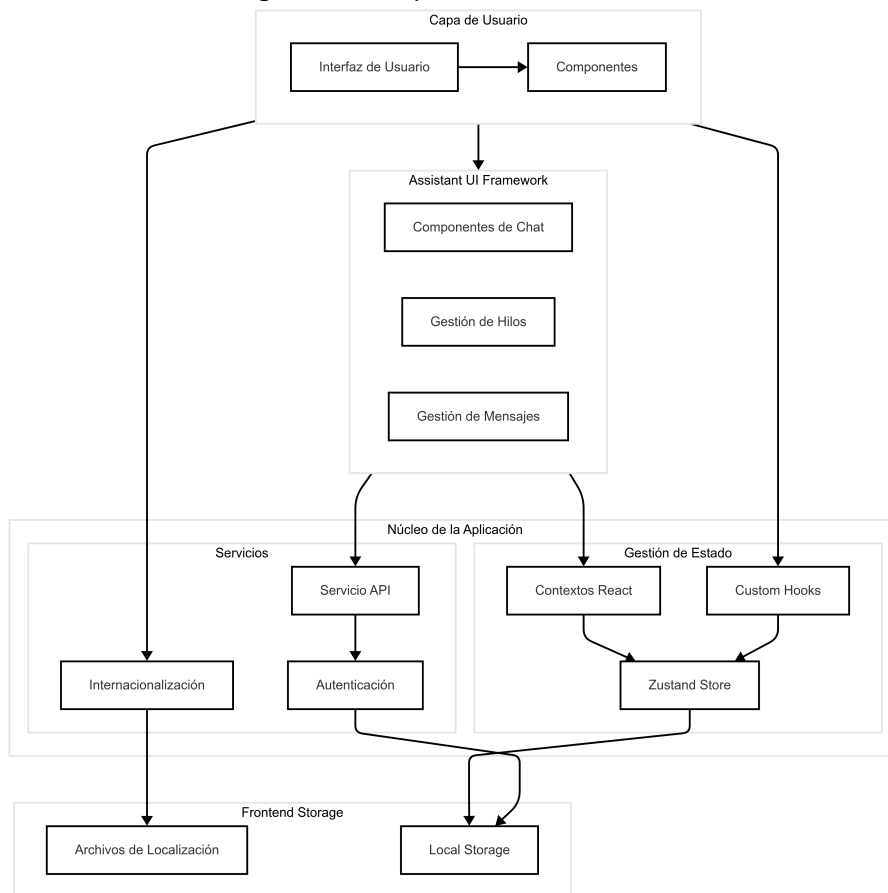 Capa de Usuario
Interfaz de Usuario
Componentes
Assistant UI Framework
Componentes de Chat
Gestión de Hilos
Gestión de Mensajes
Núcleo de la Aplicación
Servicios
Gestión de Estado
Servicio API
Contextos React
Custom Hooks
Internacionalización
Autenticación
Zustand Store
Frontend Storage
Archivos de Localización
Local Storage